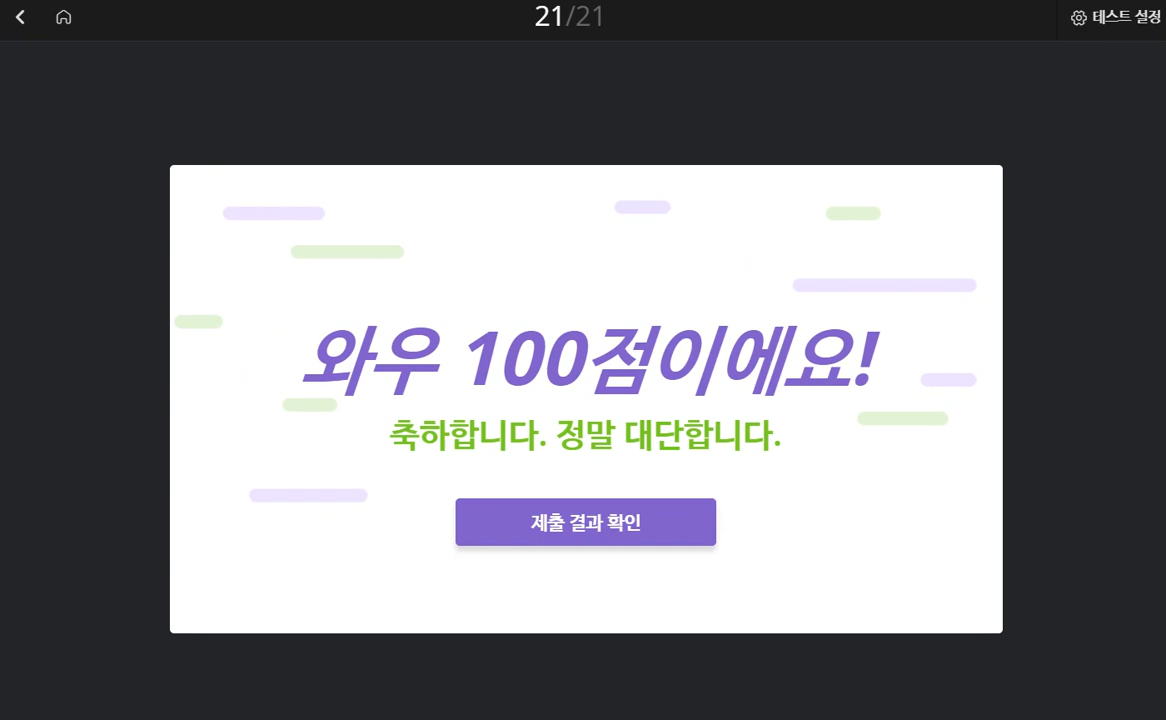 21/21
테스트 설정
와우 100점이에요!
축하합니다. 정말 대단합니다.
제출 결과 확인